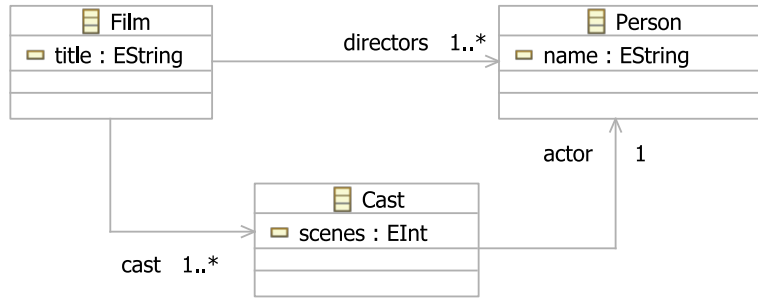 Film
title : EString
directors 1..*
Person
name : EString
actor 1
Cast
scenes : EInt
cast 1..*